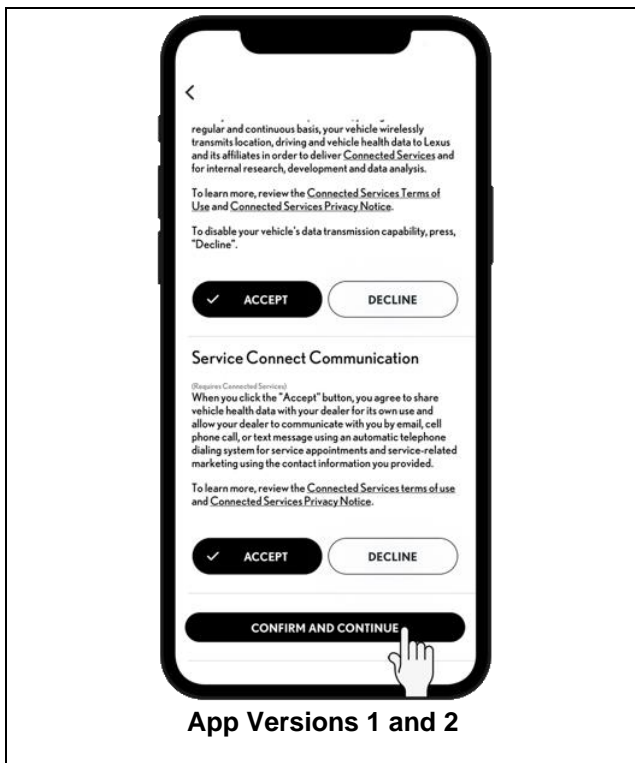 regular and continuous basis, your vehicle wirelessly
transmits location, driving and vehicle health data to Lexus
and its affiliates in order to deliver Connected Services and
for internal research, development and data analysis.
To learn more, review the Connected Services Terms of
Use and Connected Services Privacy Notice.
To disable your vehicle's data transmission capability, press,
"Decline".
ACCEPT DECLINE
Service Connect Communication
(Requires Connected Services)
When you click the "Accept" button, you agree to share
vehicle health data with your dealer for its own use and
allow your dealer to communicate with you by email, cell
phone call, or text message using an automatic telephone
dialing system for service appointments and service-related
marketing using the contact information you provided.
To learn more, review the Connected Services terms of use
and Connected Services Privacy Notice.
ACCEPT DECLINE
CONFIRM AND CONTINUE
App Versions 1 and 2